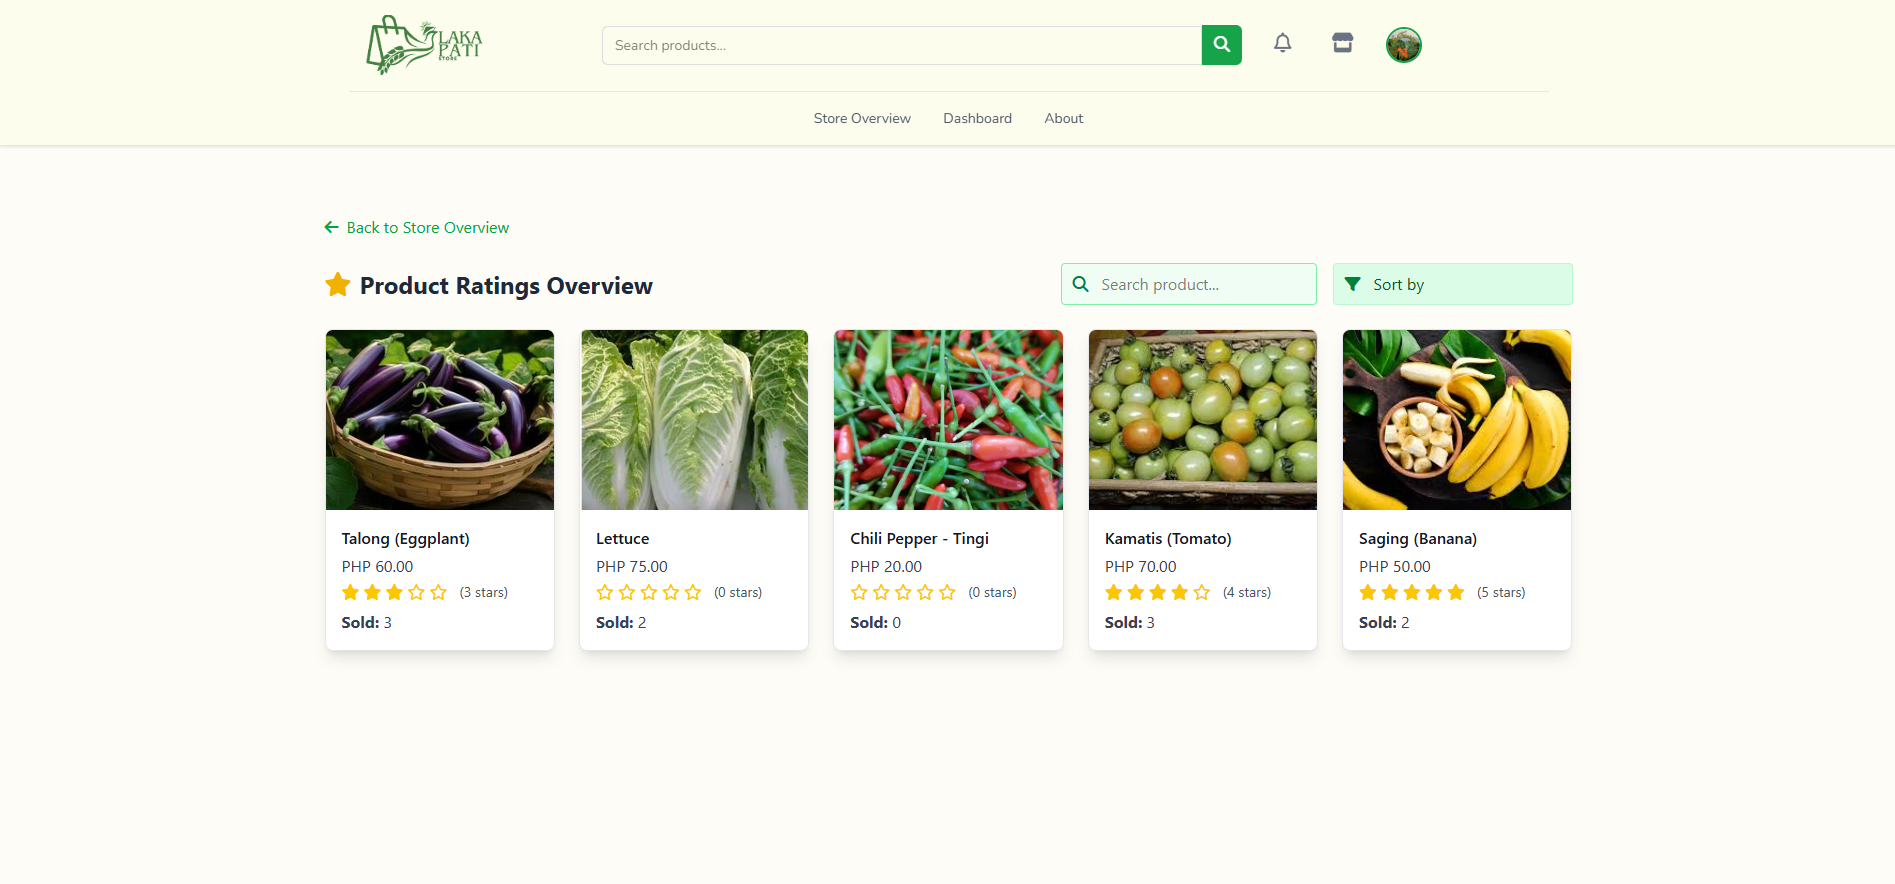 LAKA
PATI
STORE
Search products...
Store Overview
Dashboard
About
Back to Store Overview
Product Ratings Overview
Search product...
Sort by
Talong (Eggplant)
PHP 60.00
(3 stars)
Sold: 3
Lettuce
PHP 75.00
(0 stars)
Sold: 2
Chili Pepper - Tingi
PHP 20.00
(0 stars)
Sold: 0
Kamatis (Tomato)
PHP 70.00
(4 stars)
Sold: 3
Saging (Banana)
PHP 50.00
(5 stars)
Sold: 2